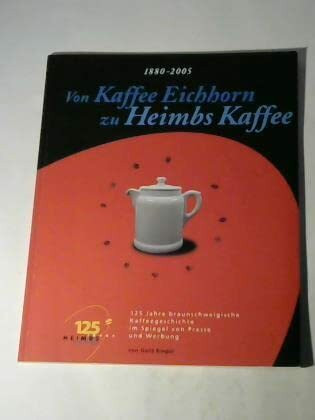 1880-2005
Von Kaffee Eichhorn
zu Heimbs Kaffee
125 Jahre Braunschweigische
Kaffeegeschichte
im Spiegel von Presse
und Werbung
125
HEIMBS
von